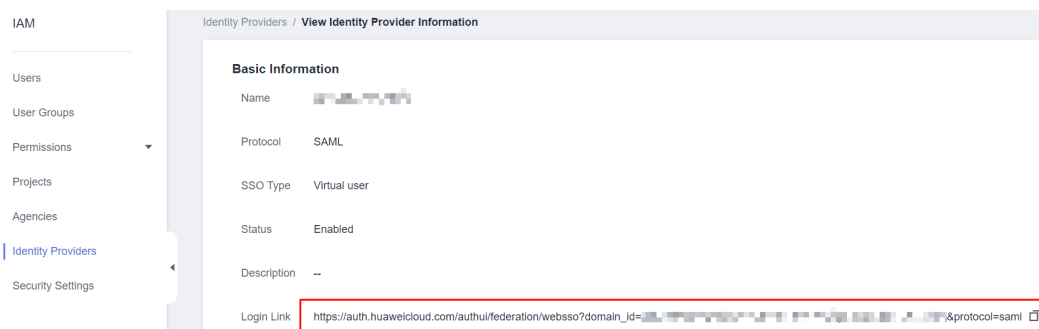 IAM
Users
User Groups
Permissions
Projects
Agencies
Identity Providers
Security Settings
Identity Providers / View Identity Provider Information
Basic Information
Name
Protocol SAML
SSO Type Virtual user
Status Enabled
Description --
Login Link https://auth.huaweicloud.com/authui/federation/websso?domain_id= &protocol=saml